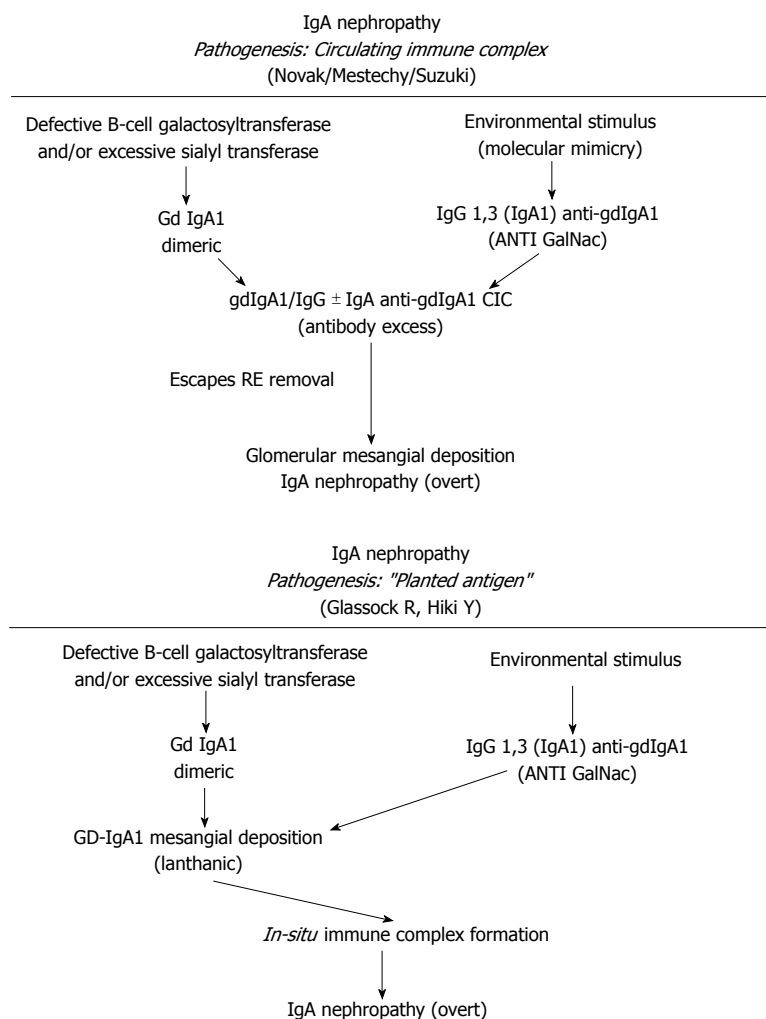 IgA nephropathy
Pathogenesis: Circulating immune complex
(Novak/Mestechy/Suzuki)
Defective B-cell galactosyltransferase
and/or excessive sialyl transferase
Environmental stimulus
(molecular mimicry)
Gd IgA1
dimeric
IgG 1,3 (IgA1) anti-gdIgA1
(ANTI GalNac)
gdIgA1/IgG ± IgA anti-gdIgA1 CIC
(antibody excess)
Escapes RE removal
Glomerular mesangial deposition
IgA nephropathy (overt)
IgA nephropathy
Pathogenesis: "Planted antigen"
(Glassock R, Hiki Y)
Defective B-cell galactosyltransferase
and/or excessive sialyl transferase
Environmental stimulus
Gd IgA1
dimeric
IgG 1,3 (IgA1) anti-gdIgA1
(ANTI GalNac)
GD-IgA1 mesangial deposition
(lanthanic)
In-situ immune complex formation
IgA nephropathy (overt)